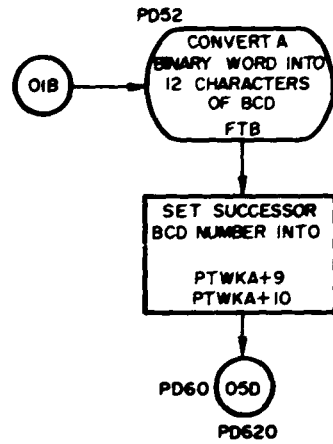 PD52
CONVERT A
BINARY WORD INTO
12 CHARACTERS
OF BCD
FTB
01B
SET SUCCESSOR
BCD NUMBER INTO
PTWKA+9
PTWKA+10
PD60 05D
PD620